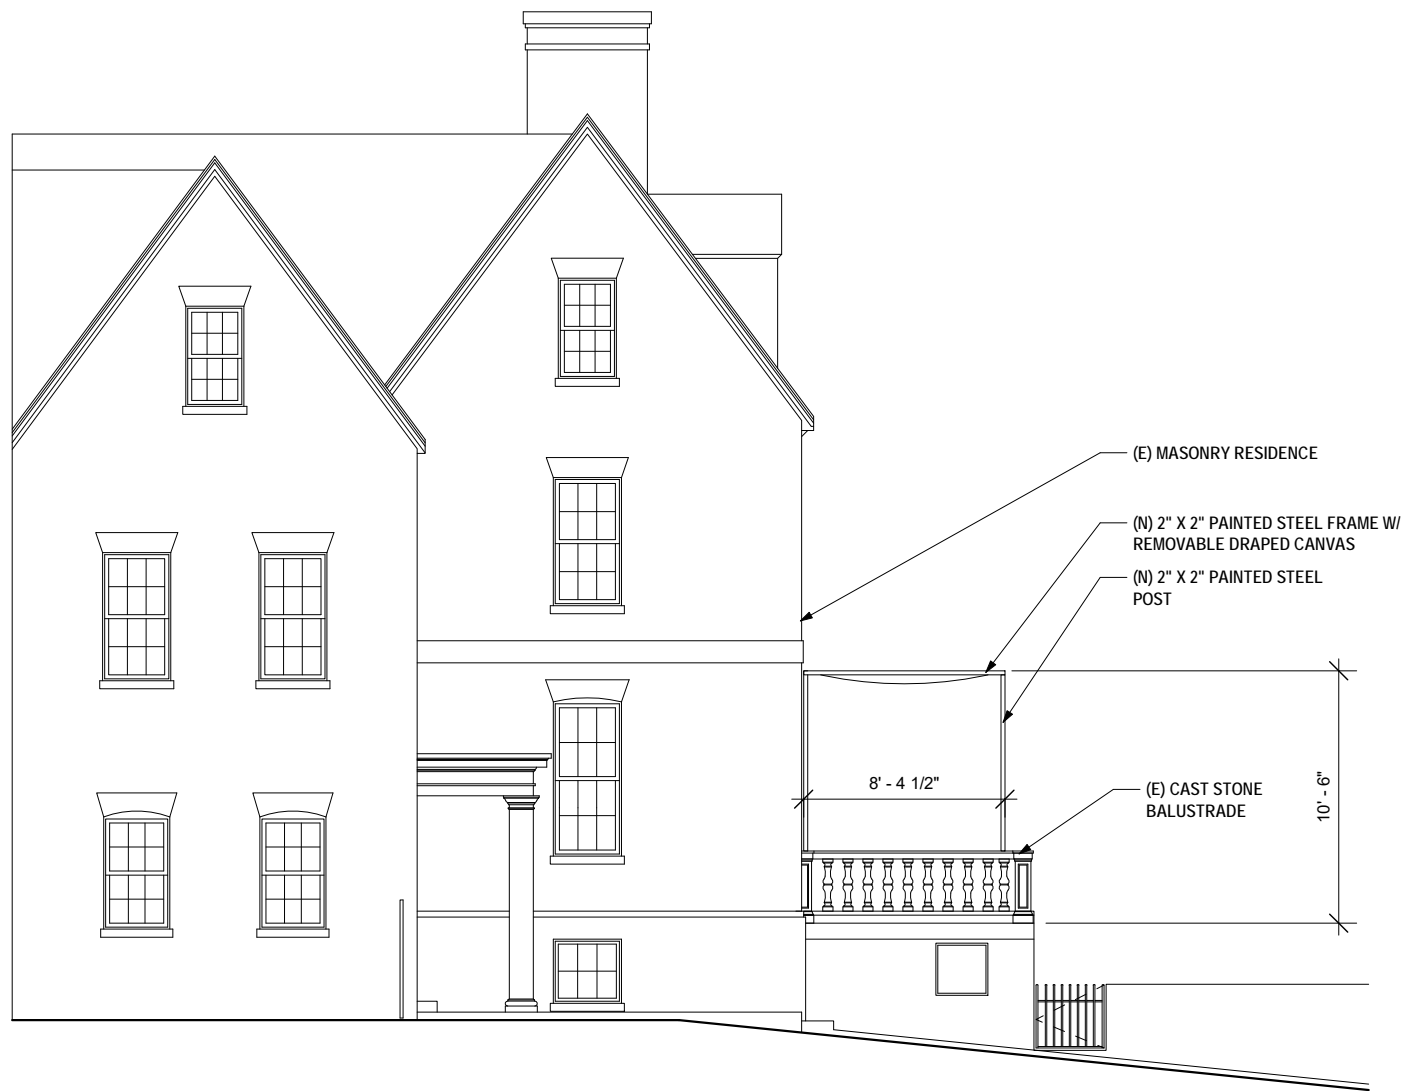 (E) MASONRY RESIDENCE
(N) 2" X 2" PAINTED STEEL FRAME W/
REMOVABLE DRAPED CANVAS
(N) 2" X 2" PAINTED STEEL
POST
8' - 4 1/2"
(E) CAST STONE
BALUSTRADE
10' - 6"